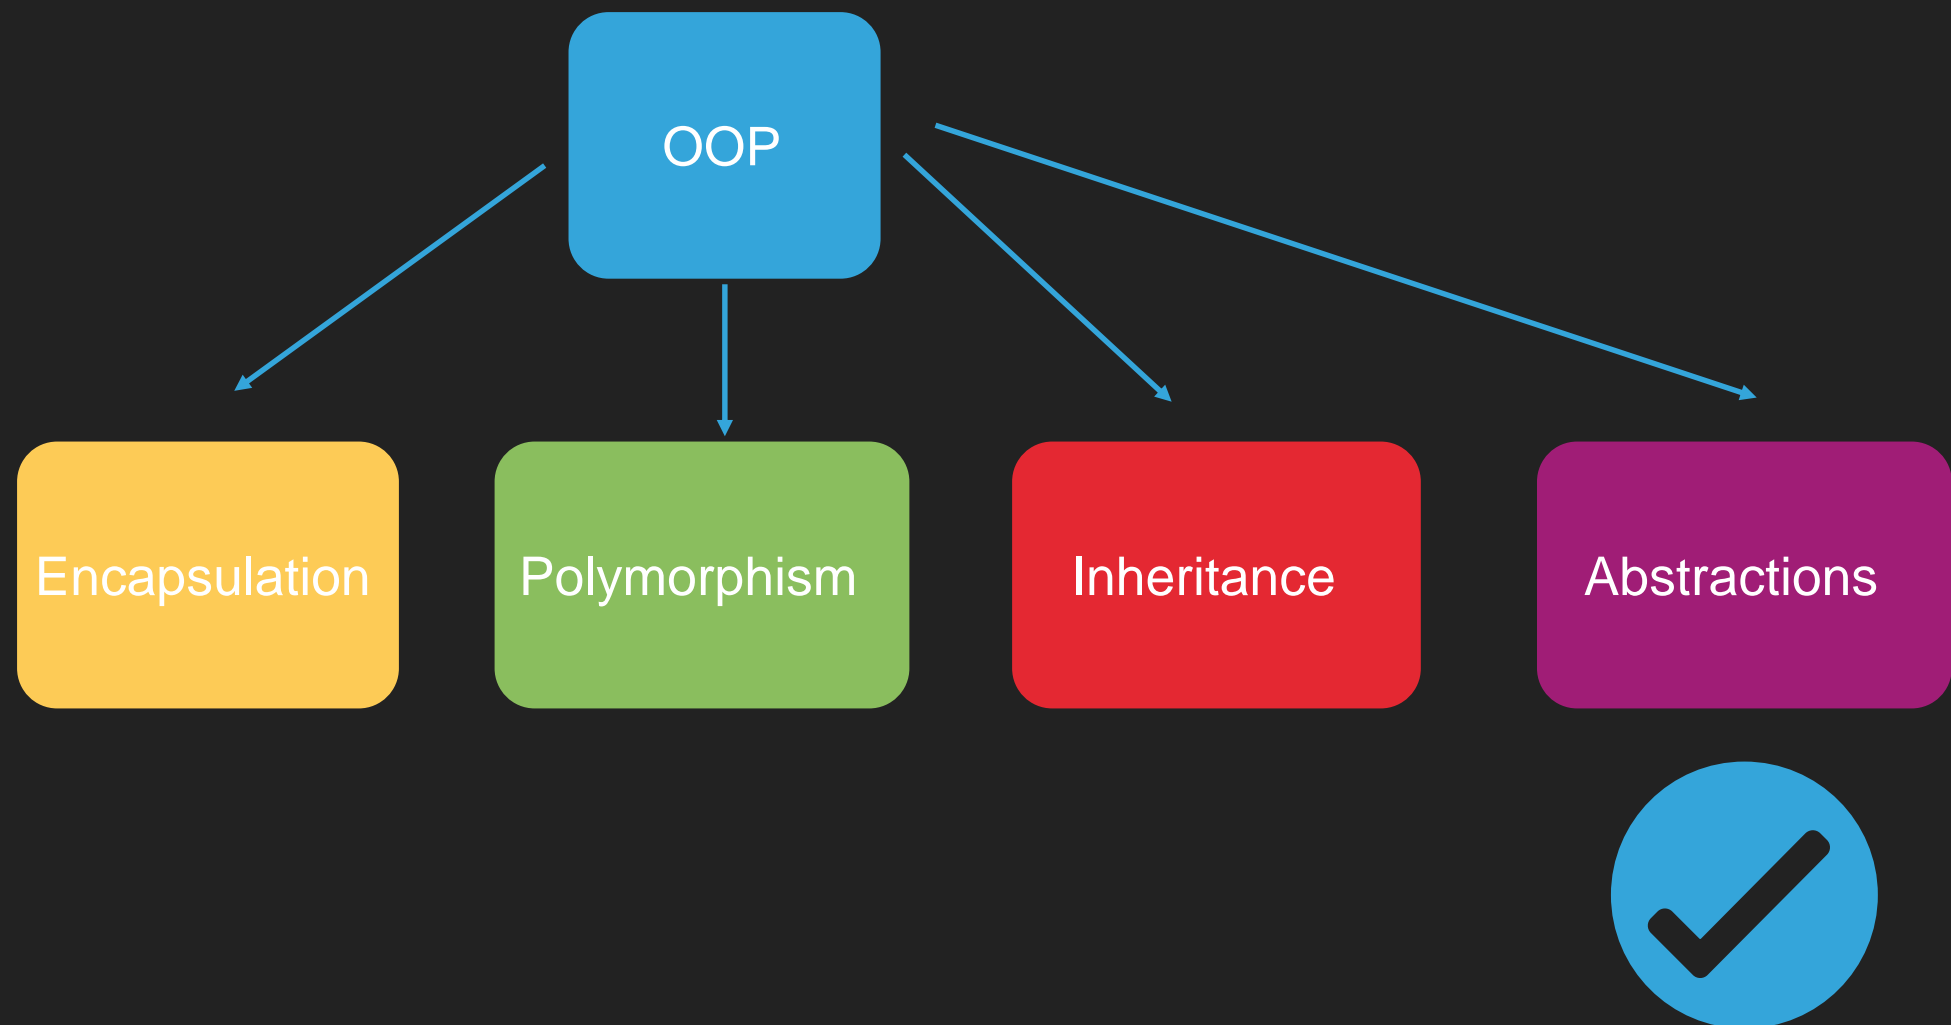 OOP
Encapsulation
Polymorphism
Inheritance
Abstractions